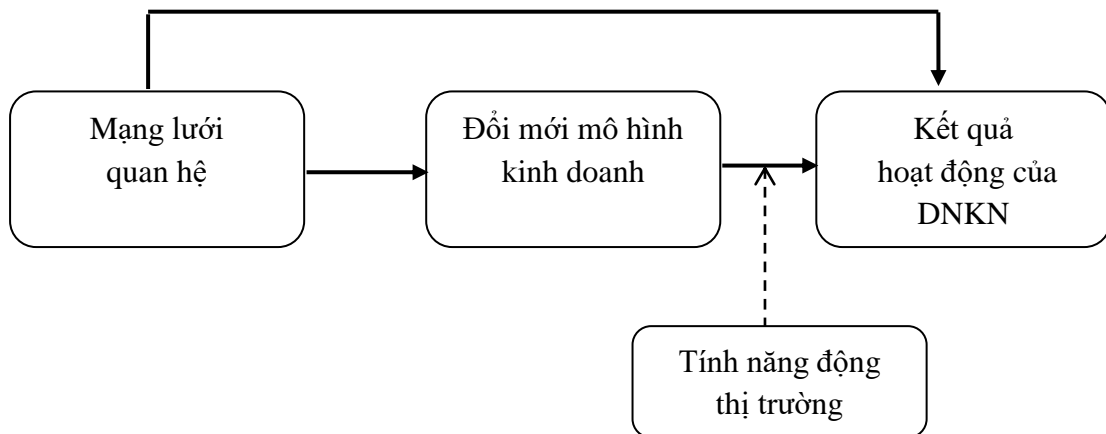 Mạng lưới
quan hệ
Đổi mới mô hình
kinh doanh
Kết quả
hoạt động của
DNKN
Tính năng động
thị trường